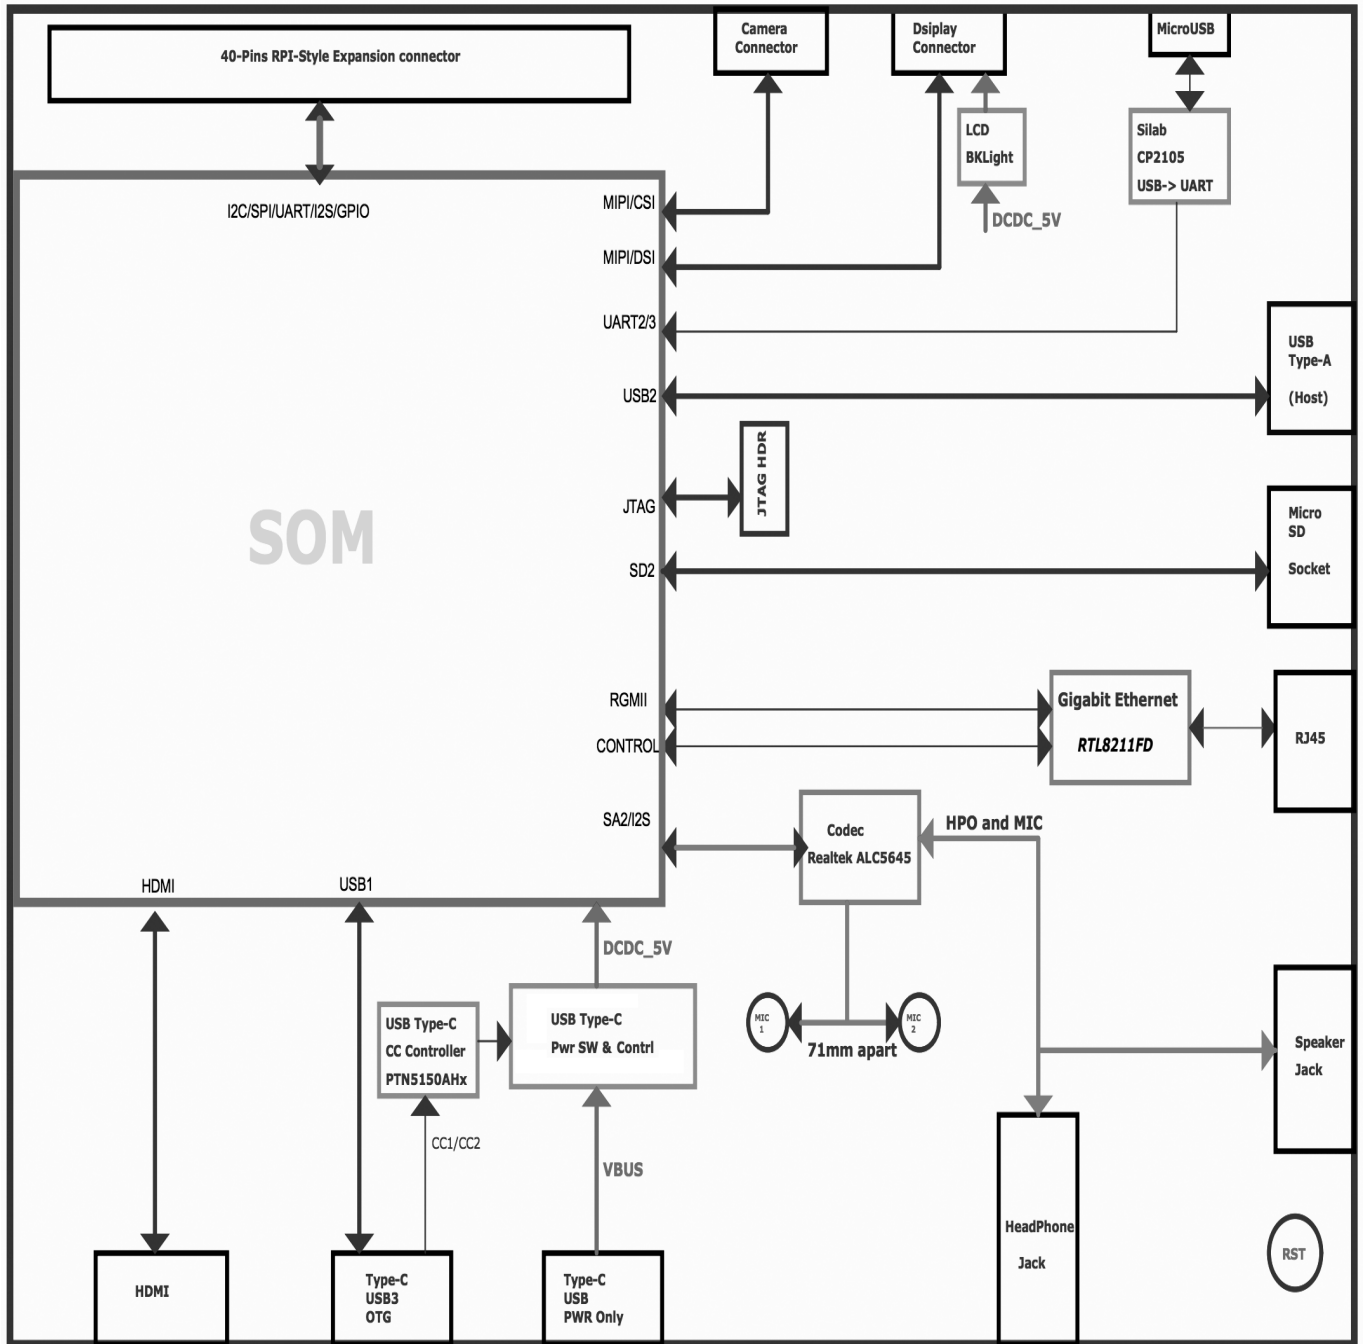 40-Pins RPI-Style Expansion connector
Camera
Connector
Dsiplay
Connector
MicroUSB
LCD
BKLight
DCDC_5V
Silab
CP2105
USB-> UART
I2C/SPI/UART/I2S/GPIO
MIPI/CSI
MIPI/DSI
UART2/3
USB2
JTAG
SD2
RGMII
CONTROL
SA2/I2S
SOM
HDMI
USB1
JTAG HDR
USB
Type-A
(Host)
Micro
SD
Socket
Gigabit Ethernet
RTL8211FD
RJ45
Codec
Realtek ALC5645
HPO and MIC
MIC
1
MIC
2
71mm apart
DCDC_5V
USB Type-C
CC Controller
PTN5150AHx
USB Type-C
Pwr SW & Contrl
CC1/CC2
VBUS
Speaker
Jack
HeadPhone
Jack
RST
HDMI
Type-C
USB3
OTG
Type-C
USB
PWR Only